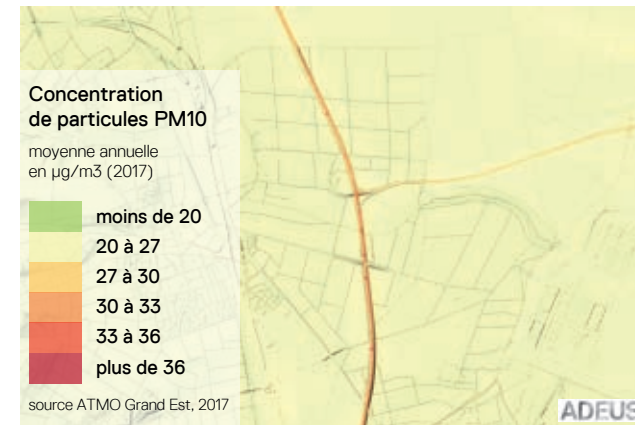 Concentration
de particules PM10
moyenne annuelle
en µg/m3 (2017)
moins de 20
20 à 27
27 à 30
30 à 33
33 à 36
plus de 36
source ATMO Grand Est, 2017
ADEUS